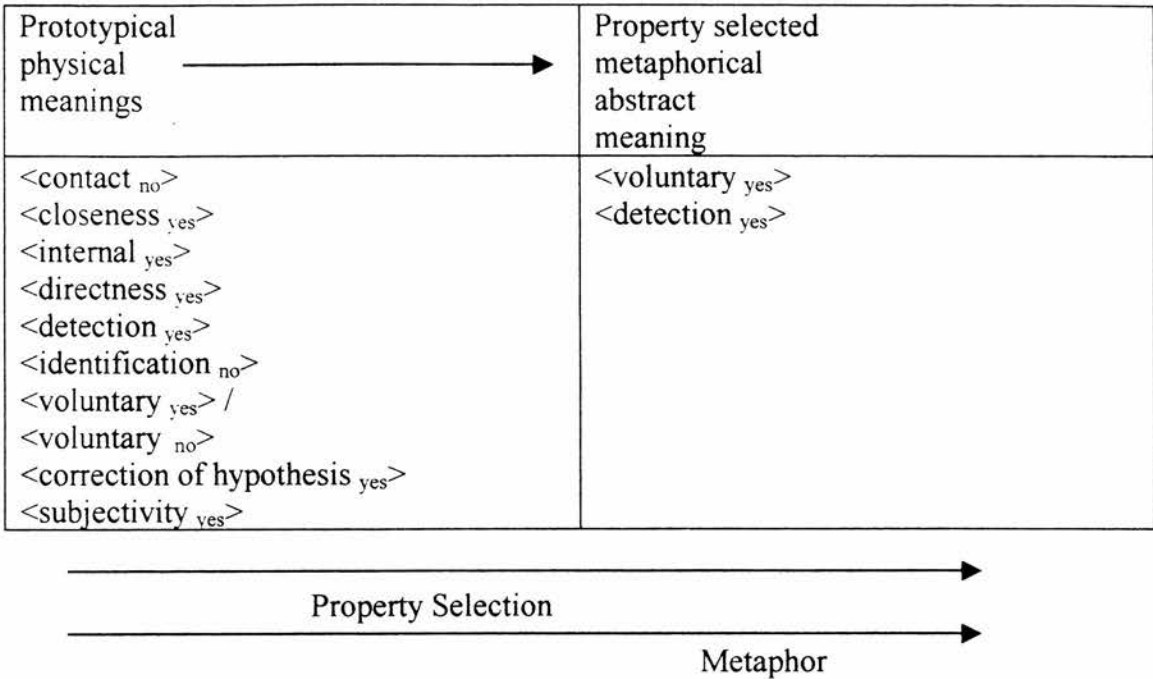 Prototypical
physical
meanings
Property selected
metaphorical
abstract
meaning
<contact no>
<closeness yes>
<internal yes>
<directness yes>
<detection yes>
<identification no>
<voluntary yes> /
<voluntary no>
<correction of hypothesis yes>
<subjectivity yes>
<voluntary yes>
<detection yes>
Property Selection
Metaphor